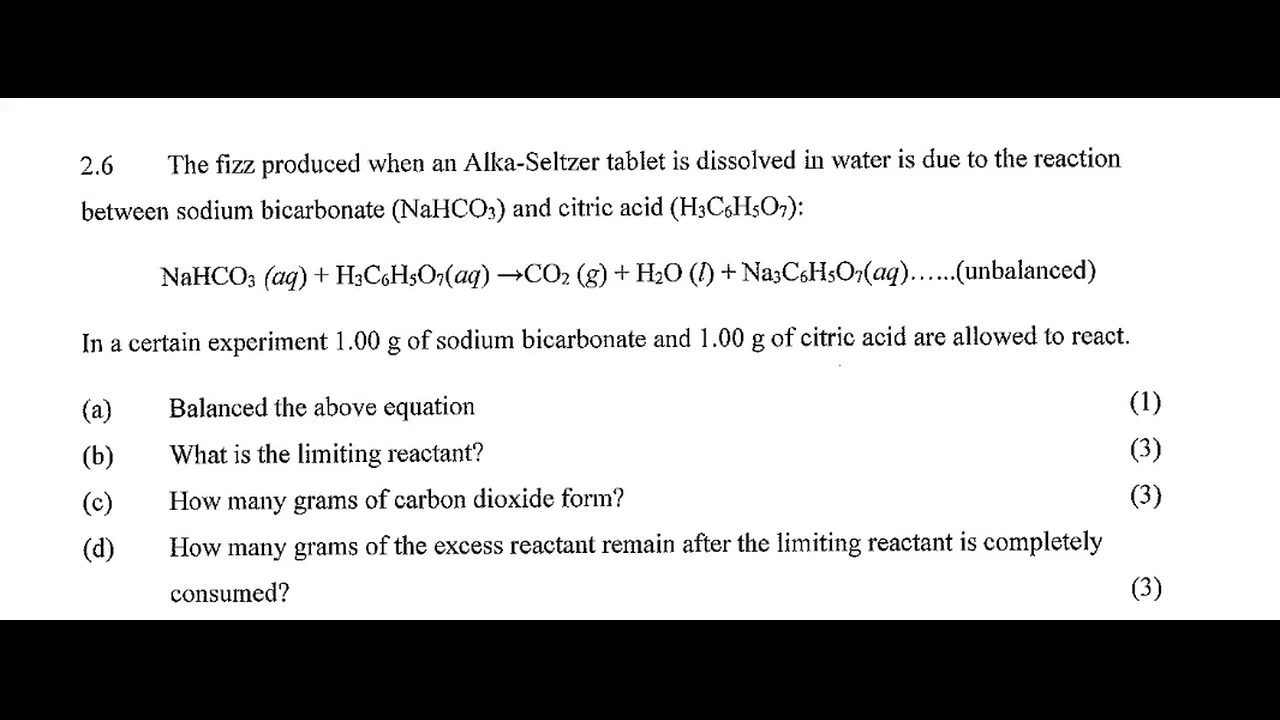 2.6 The fizz produced when an Alka-Seltzer tablet is dissolved in water is due to the reaction
between sodium bicarbonate (NaHCO₃) and citric acid (H₃C₆H₅O₇):
NaHCO₃ (aq) + H₃C₆H₅O₇(aq) →CO₂ (g) + H₂O (l) + Na₃C₆H₅O₇(aq)……(unbalanced)
In a certain experiment 1.00 g of sodium bicarbonate and 1.00 g of citric acid are allowed to react.
(a) Balanced the above equation (1)
(b) What is the limiting reactant? (3)
(c) How many grams of carbon dioxide form? (3)
(d) How many grams of the excess reactant remain after the limiting reactant is completely
consumed? (3)